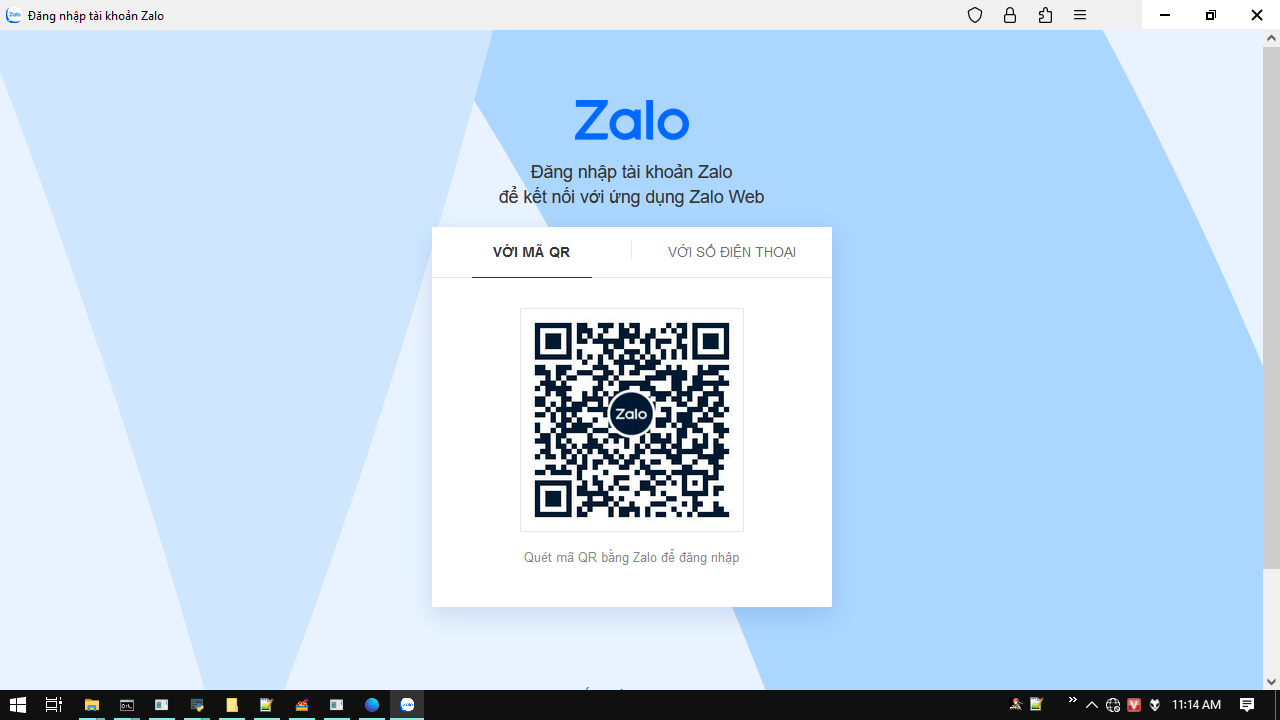 Đăng nhập tài khoản Zalo
Zalo
Đăng nhập tài khoản Zalo
để kết nối với ứng dụng Zalo Web
VỚI MÃ QR
VỚI SỐ ĐIỆN THOẠI
Zalo
Quét mã QR bằng Zalo để đăng nhập
11:14 AM